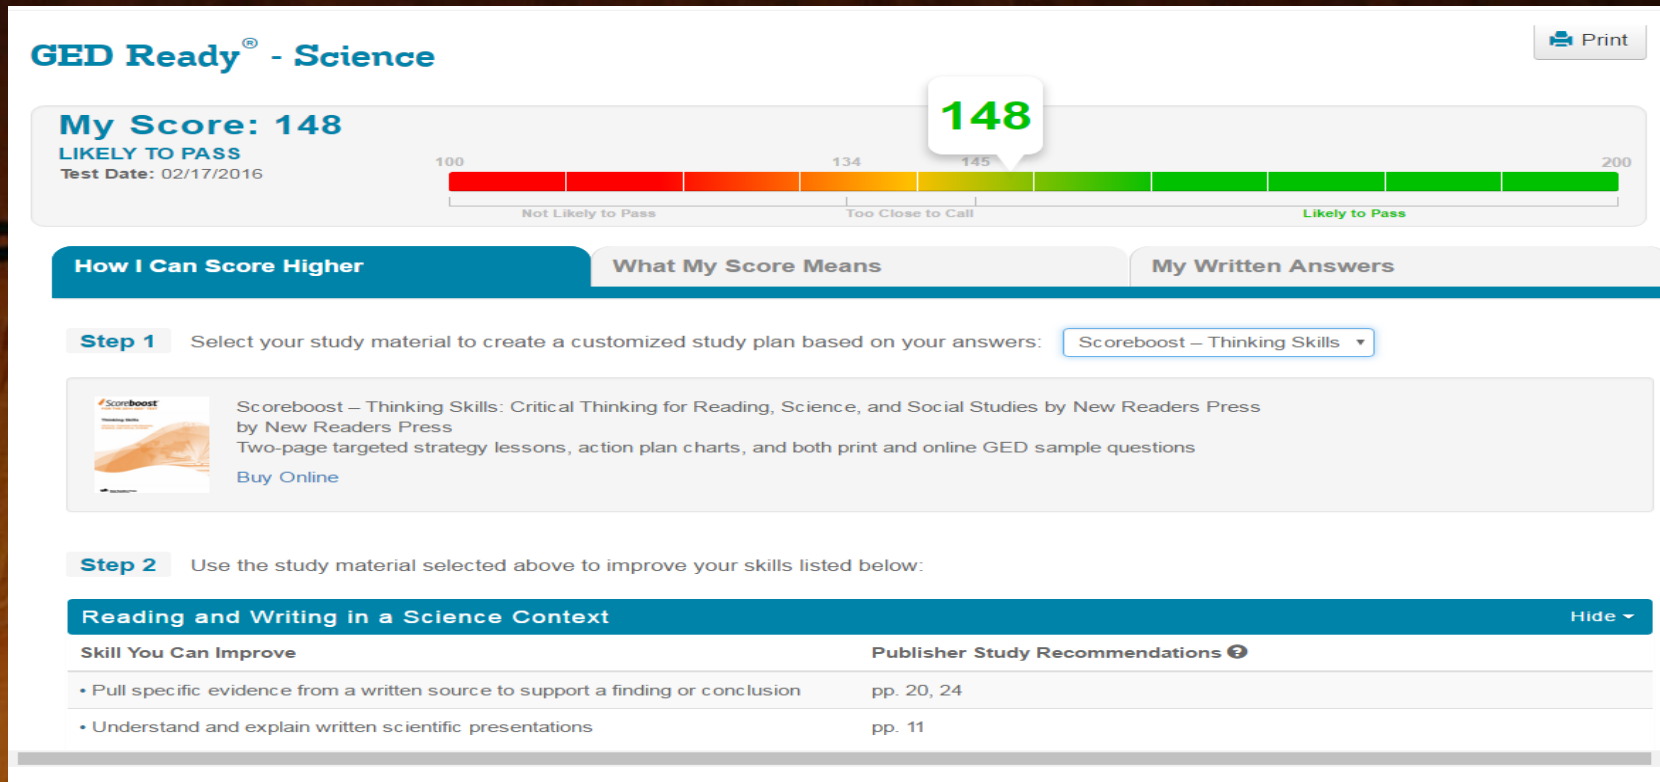 GED Ready® - Science
Print
My Score: 148
LIKELY TO PASS
Test Date: 02/17/2016
148
100 134 145 200
Not Likely to Pass Too Close to Call Likely to Pass
How I Can Score Higher What My Score Means My Written Answers
Step 1 Select your study material to create a customized study plan based on your answers: Scoreboost – Thinking Skills
Scoreboost
Thinking Skills
Scoreboost – Thinking Skills: Critical Thinking for Reading, Science, and Social Studies by New Readers Press
by New Readers Press
Two-page targeted strategy lessons, action plan charts, and both print and online GED sample questions
Buy Online
Step 2 Use the study material selected above to improve your skills listed below:
Reading and Writing in a Science Context Hide
Skill You Can Improve Publisher Study Recommendations ?
• Pull specific evidence from a written source to support a finding or conclusion pp. 20, 24
• Understand and explain written scientific presentations pp. 11